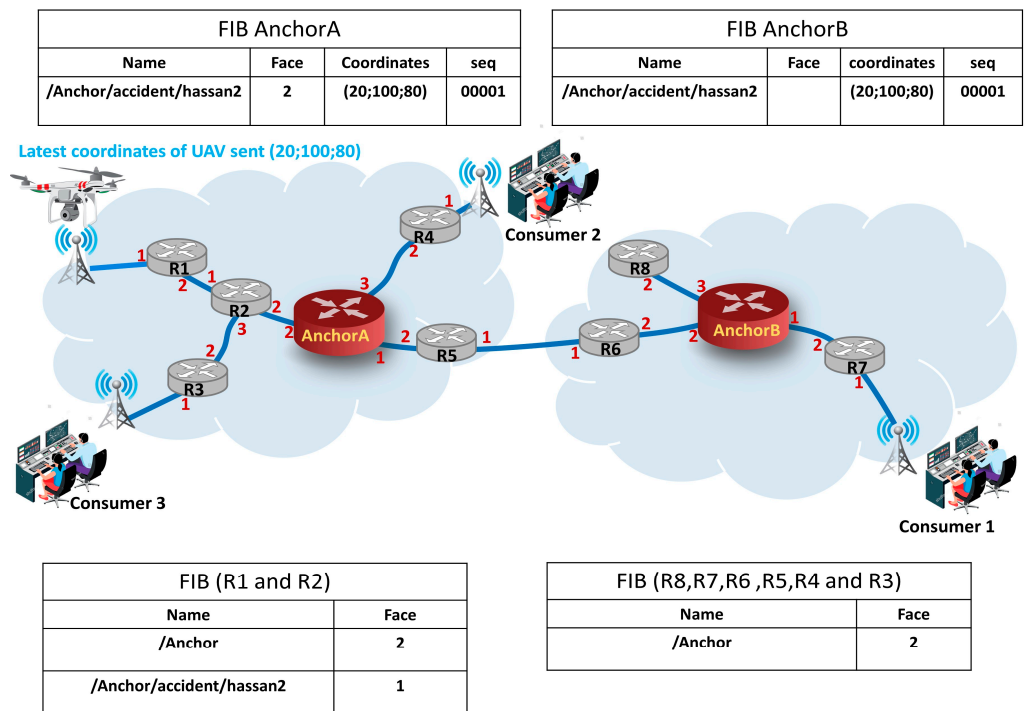 FIB AnchorA
Name Face Coordinates seq
/Anchor/accident/hassan2 2 (20;100;80) 00001
FIB AnchorB
Name Face coordinates seq
/Anchor/accident/hassan2 (20;100;80) 00001
Latest coordinates of UAV sent (20;100;80)
1 R4 2
Consumer 2
1 R1 2
1 R2 2 3
3 AnchorA 2 1
2 R5 1
R8 2
1 R6 2
3 AnchorB 1 2
2 R7 1
2 R3 1
Consumer 3
Consumer 1
FIB (R1 and R2)
Name Face
/Anchor 2
/Anchor/accident/hassan2 1
FIB (R8,R7,R6 ,R5,R4 and R3)
Name Face
/Anchor 2